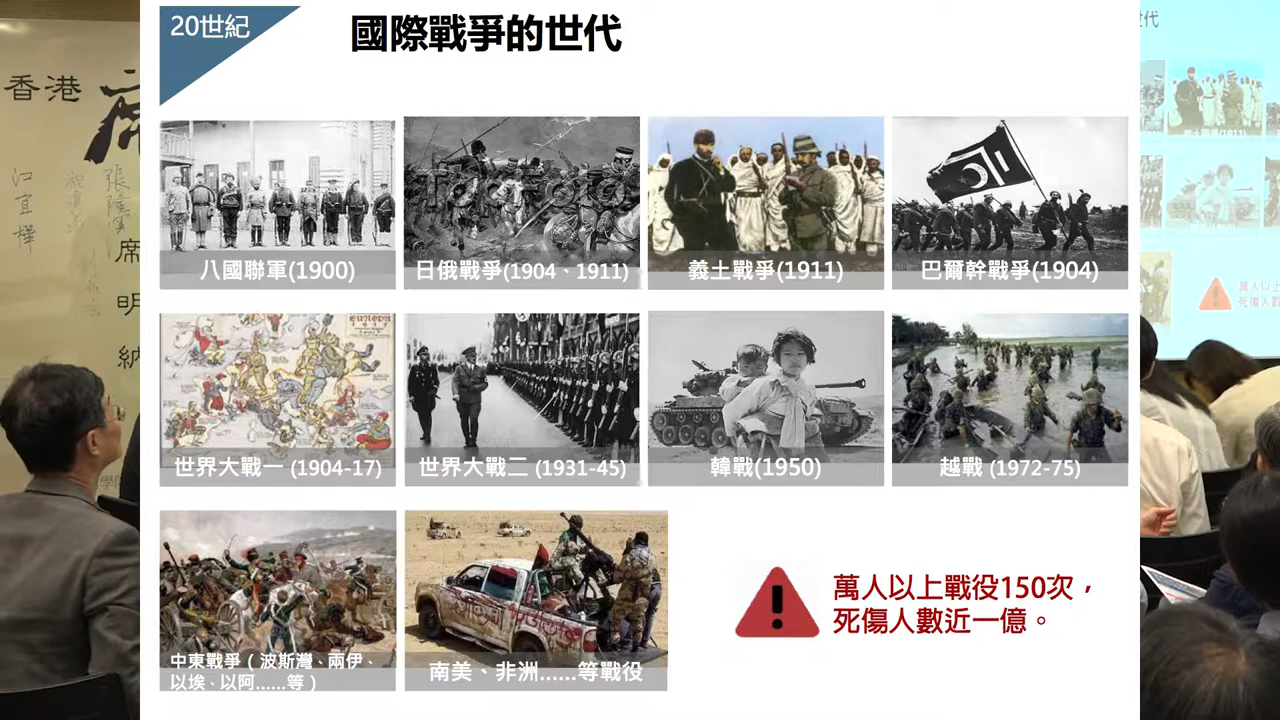 20世紀
國際戰爭的世代
八國聯軍(1900)
日俄戰爭(1904、1911)
義土戰爭(1911)
巴爾幹戰爭(1904)
世界大戰一 (1904-17)
世界大戰二 (1931-45)
韓戰(1950)
越戰 (1972-75)
中東戰爭（波斯灣、兩伊、
以埃、以阿……等）
南美、非洲……等戰役
萬人以上戰役150次，
死傷人數近一億。
香港
江宜樺
席
明
納
世代
義土戰爭(1911)
萬人以上
死傷人數